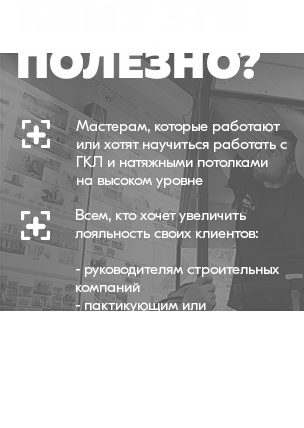 ПОЛЕЗНО?
Мастерам, которые работают
или хотят научиться работать с
ГКЛ и натяжными потолками
на высоком уровне
Всем, кто хочет увеличить
лояльность своих клиентов:
- руководителям строительных
компаний
- пактикующим или